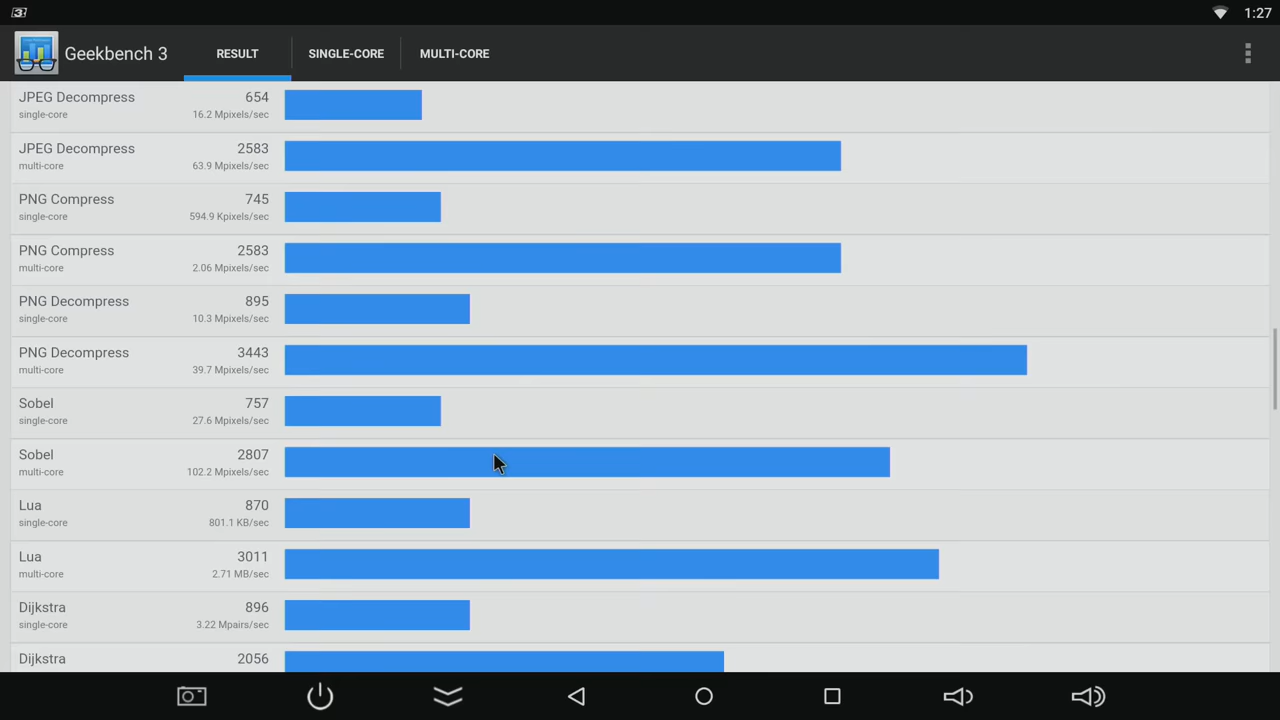 3 1:27
Geekbench 3 RESULT SINGLE-CORE MULTI-CORE
JPEG Decompress 654
single-core 16.2 Mpixels/sec
JPEG Decompress 2583
multi-core 63.9 Mpixels/sec
PNG Compress 745
single-core 594.9 Kpixels/sec
PNG Compress 2583
multi-core 2.06 Mpixels/sec
PNG Decompress 895
single-core 10.3 Mpixels/sec
PNG Decompress 3443
multi-core 39.7 Mpixels/sec
Sobel 757
single-core 27.6 Mpixels/sec
Sobel 2807
multi-core 102.2 Mpixels/sec
Lua 870
single-core 801.1 KB/sec
Lua 3011
multi-core 2.71 MB/sec
Dijkstra 896
single-core 3.22 Mpairs/sec
Dijkstra 2056